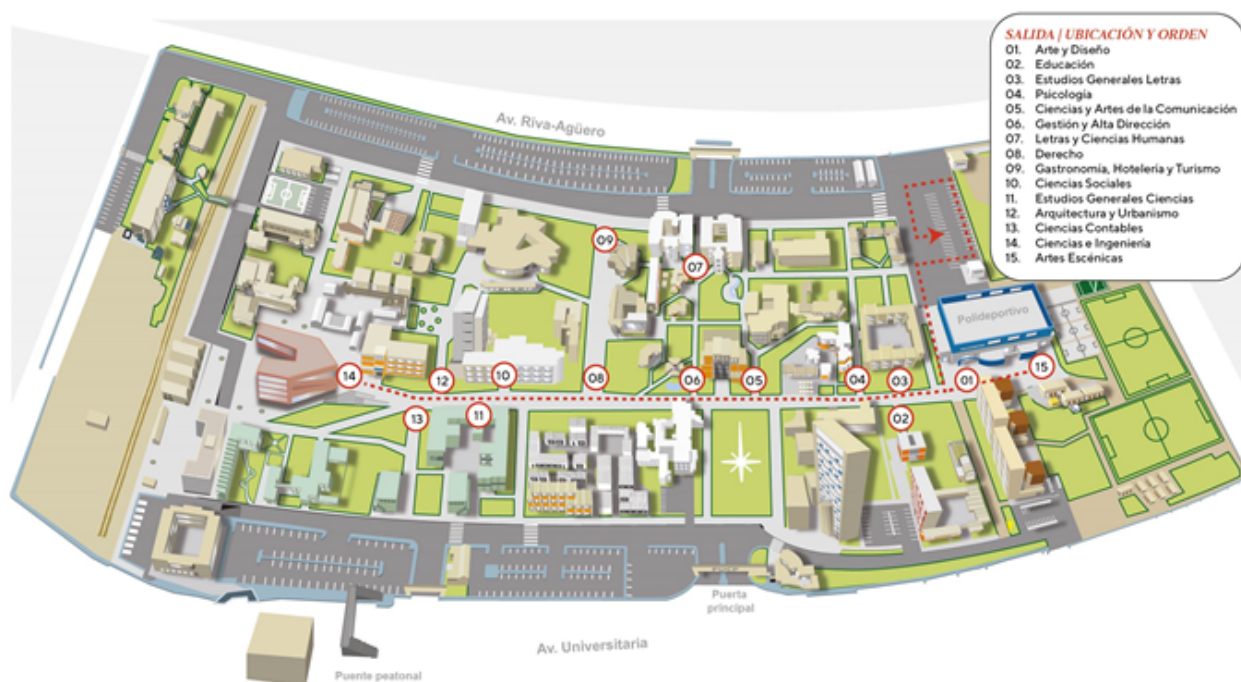 SALIDA | UBICACIÓN Y ORDEN
01. Arte y Diseño
02. Educación
03. Estudios Generales Letras
04. Psicología
05. Ciencias y Artes de la Comunicación
06. Gestión y Alta Dirección
07. Letras y Ciencias Humanas
08. Derecho
09. Gastronomía, Hotelería y Turismo
10. Ciencias Sociales
11. Estudios Generales Ciencias
12. Arquitectura y Urbanismo
13. Ciencias Contables
14. Ciencias e Ingeniería
15. Artes Escénicas
Av. Riva-Agüero
09
07
Polideportivo
14
12
10
08
06
05
04
03
01
15
13
11
02
PUCP
Puerta
principal
Av. Universitaria
Puente peatonal